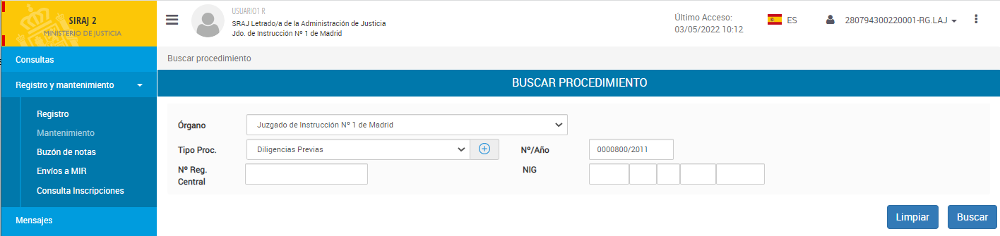 SIRAJ 2
MINISTERIO DE JUSTICIA
USUARIO1 R
SRAJ Letrado/a de la Administración de Justicia
Jdo. de Instrucción Nº 1 de Madrid
Último Acceso:
03/05/2022 10:12
ES
280794300220001-RG.LAJ
Consultas
Registro y mantenimiento
Registro
Mantenimiento
Buzón de notas
Envíos a MIR
Consulta Inscripciones
Mensajes
Buscar procedimiento
BUSCAR PROCEDIMIENTO
Órgano
Juzgado de Instrucción Nº 1 de Madrid
Tipo Proc.
Diligencias Previas
Nº/Año
0000800/2011
Nº Reg.
Central
NIG
Limpiar
Buscar